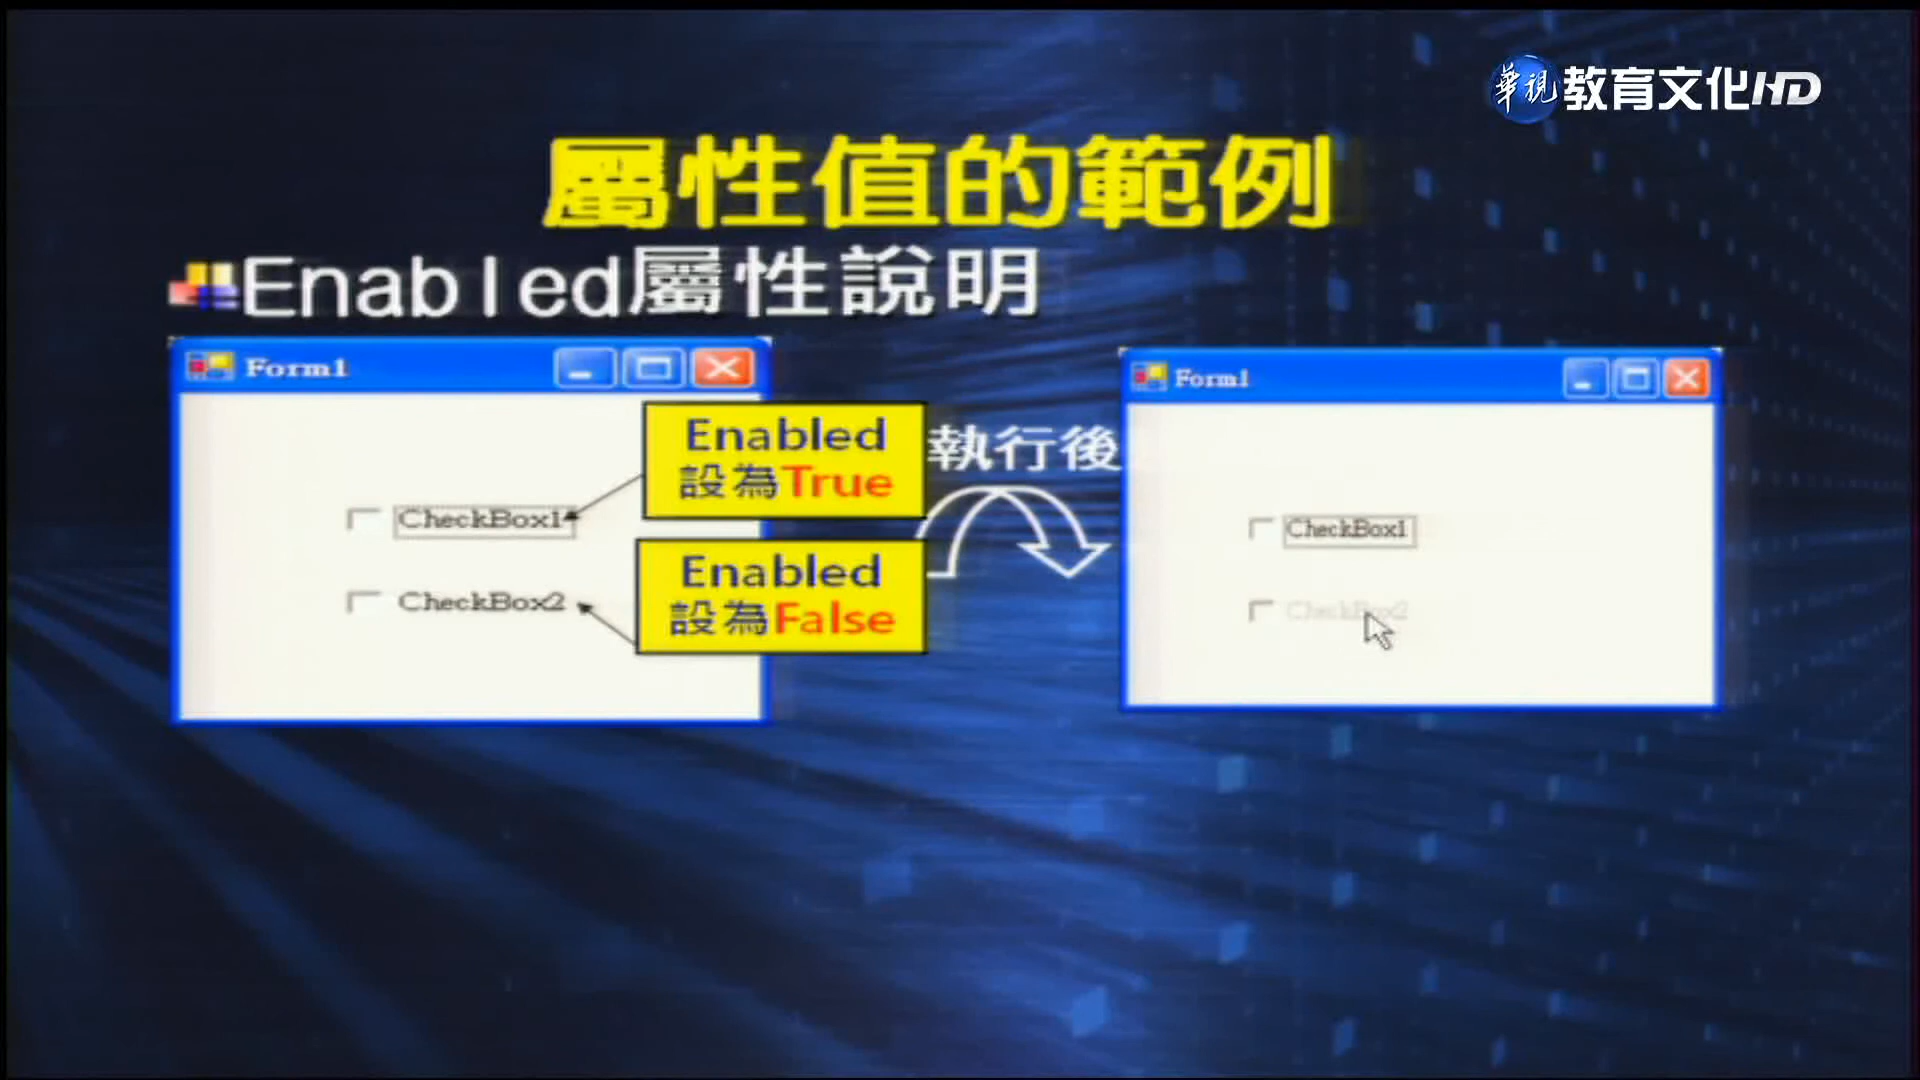 華視 教育文化HD
屬性值的範例
Enabled屬性說明
Form1
Enabled
設為True
CheckBox1
Enabled
設為False
CheckBox2
執行後
Form1
CheckBox1
CheckBox2